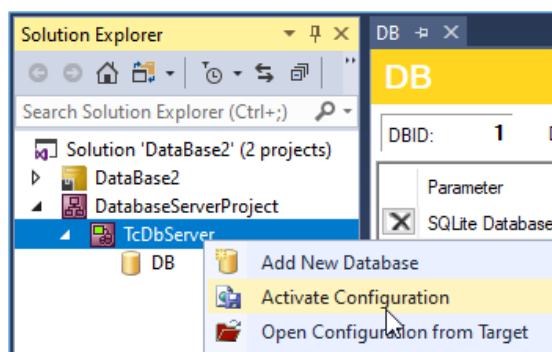 Solution Explorer
DB
DB
Search Solution Explorer (Ctrl+;)
DBID: 1
Solution 'DataBase2' (2 projects)
DataBase2
Parameter
DatabaseServerProject
SQLite Database
TcDbServer
DB
Add New Database
Activate Configuration
Open Configuration from Target